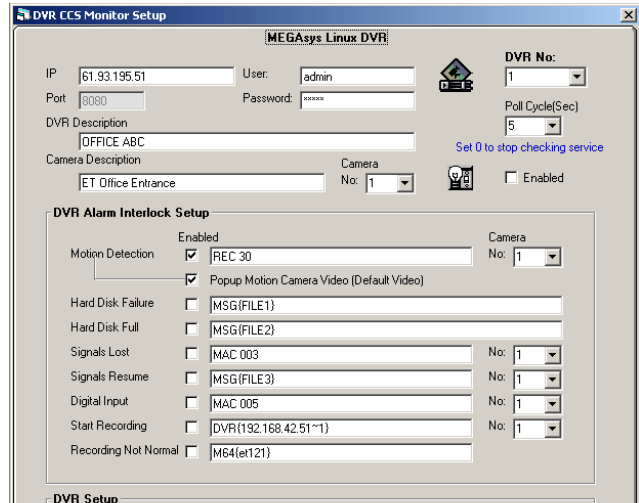 DVR CCS Monitor Setup
MEGAsys Linux DVR
DVR No:
IP 61.93.195.51 User: admin 1
Port 8080 Password: xxxxx Poll Cycle(Sec)
DVR Description 5
OFFICE ABC Set 0 to stop checking service
Camera Description Camera
ET Office Entrance No: 1 Enabled
DVR Alarm Interlock Setup
Enabled Camera
Motion Detection REC 30 No: 1
Popup Motion Camera Video (Default Video)
Hard Disk Failure MSG{FILE1}
Hard Disk Full MSG{FILE2}
Signals Lost MAC 003 No: 1
Signals Resume MSG{FILE3} No: 1
Digital Input MAC 005 No: 1
Start Recording DVR{192.168.42.51~1} No: 1
Recording Not Normal M64{et121}
DVR Setup